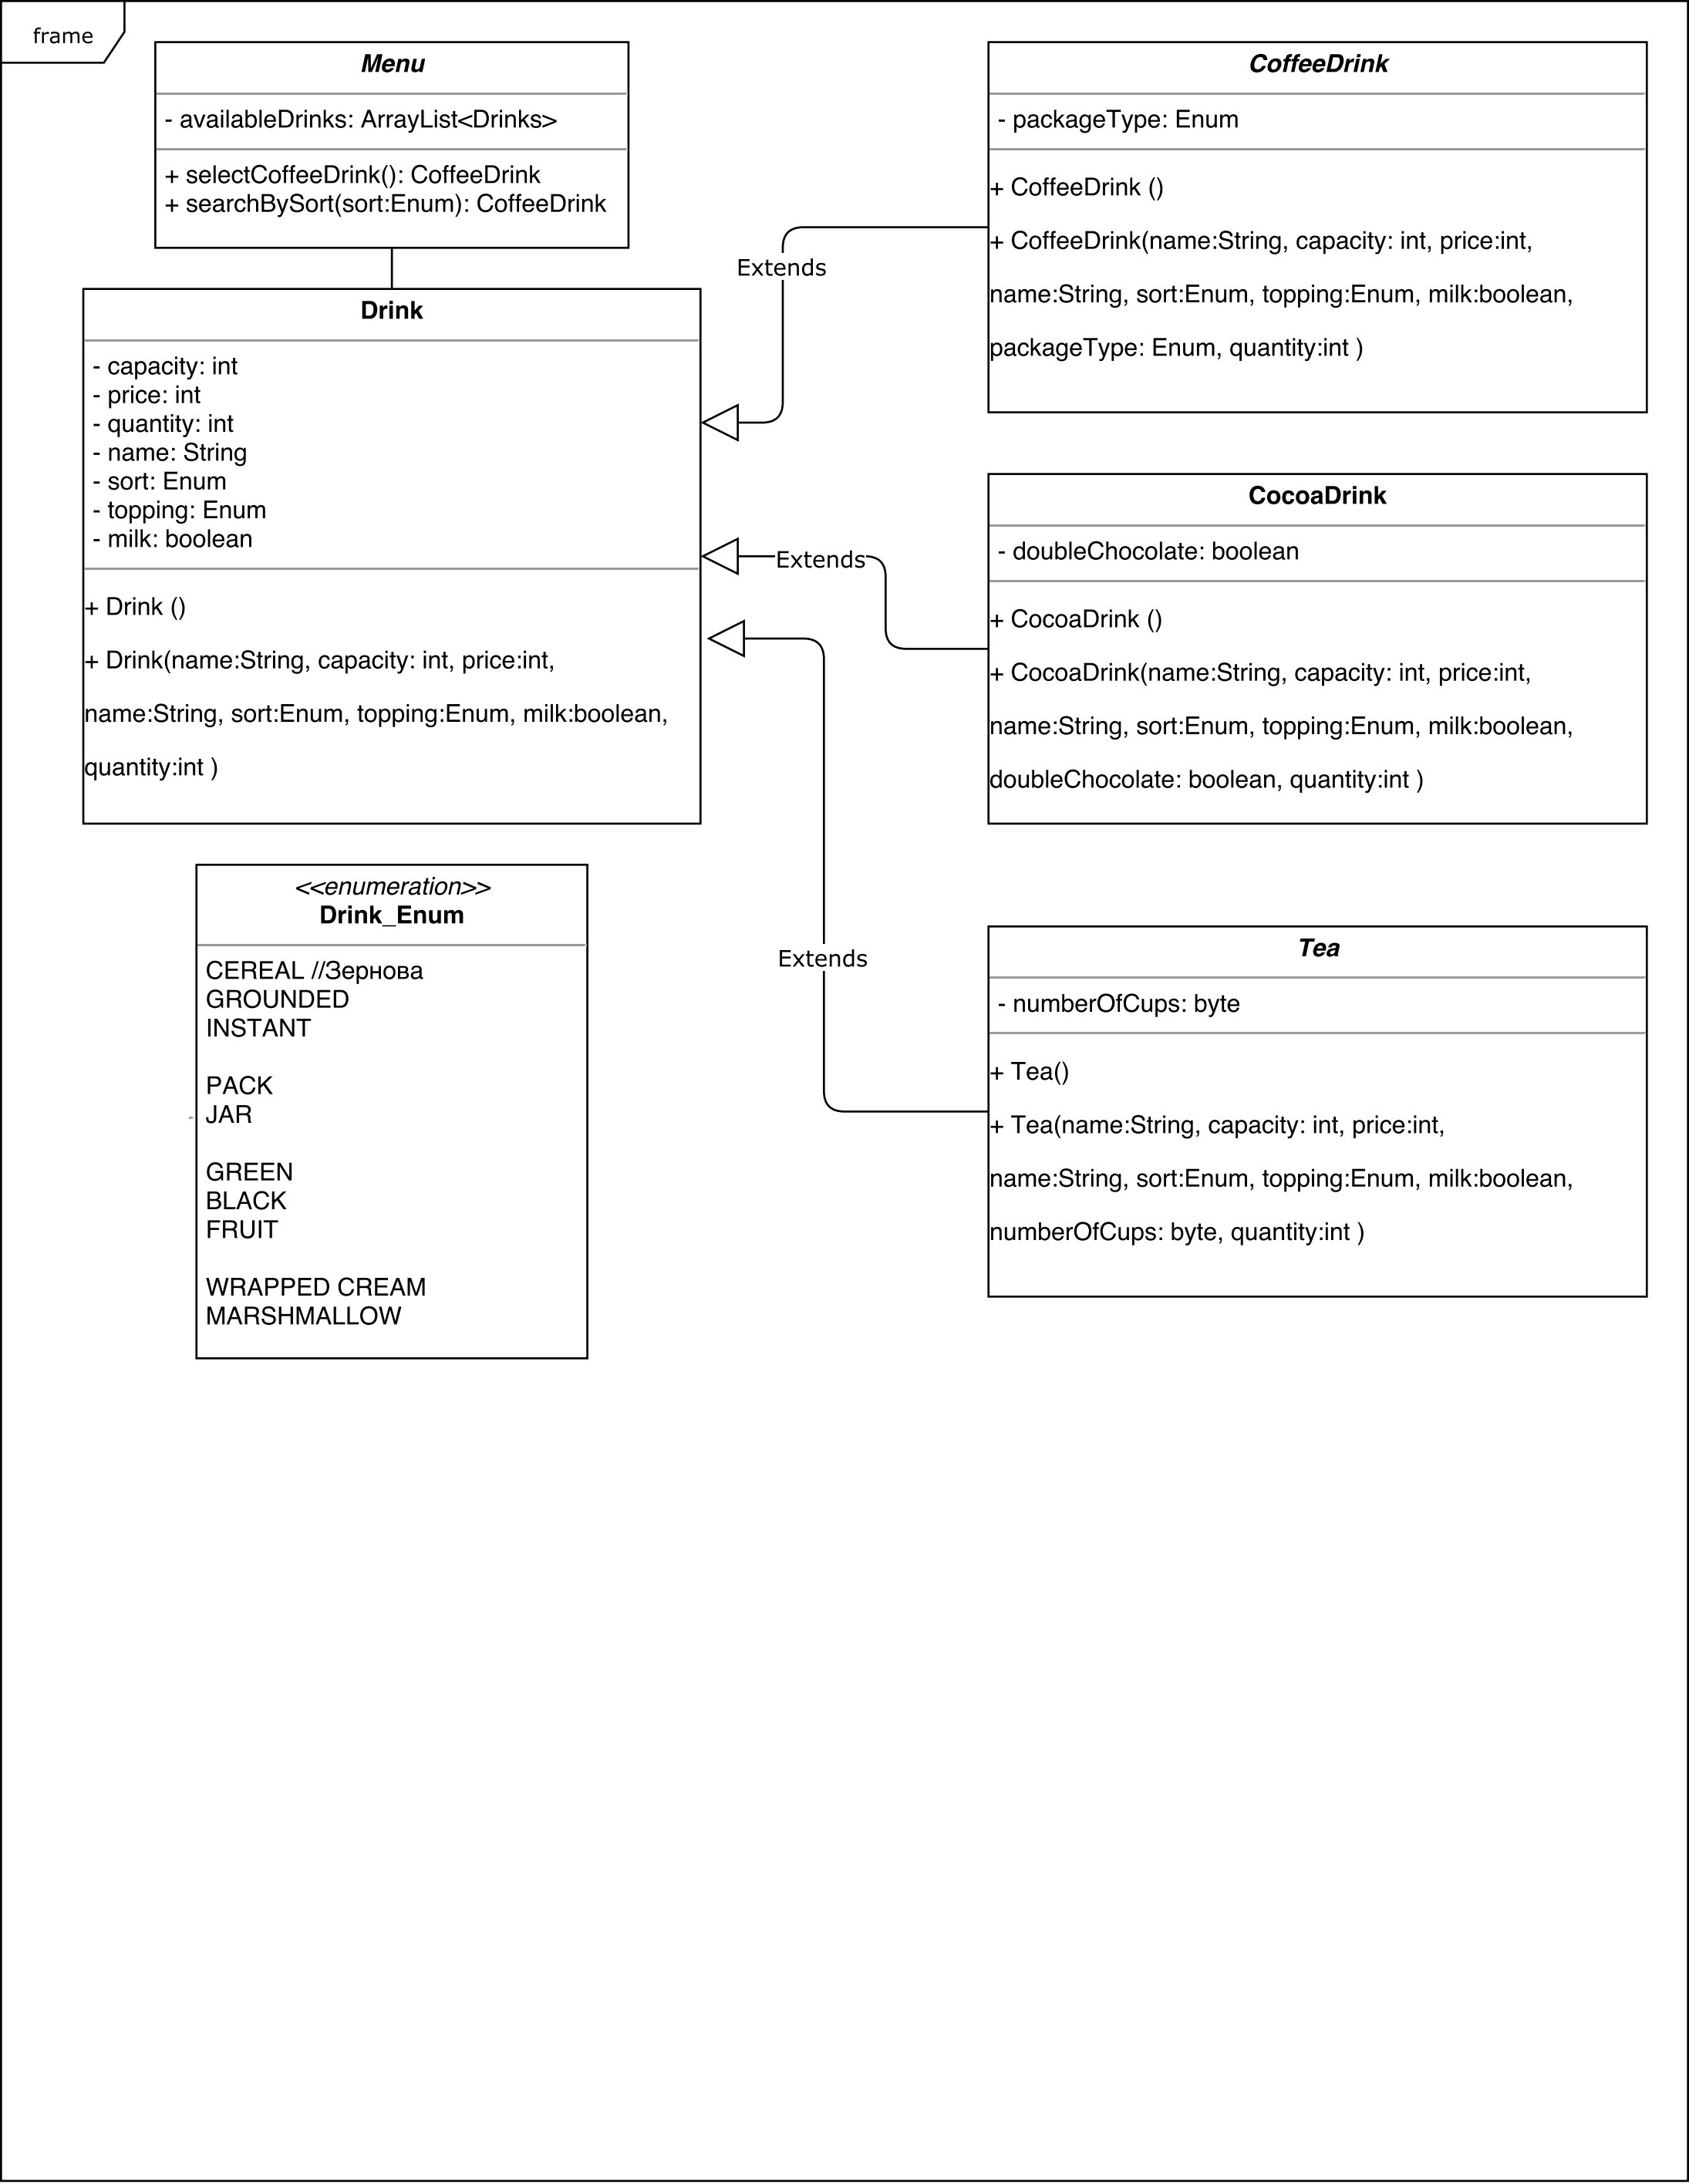 frame
Menu
- availableDrinks: ArrayList<Drinks>
+ selectCoffeeDrink(): CoffeeDrink
+ searchBySort(sort:Enum): CoffeeDrink
Drink
- capacity: int
- price: int
- quantity: int
- name: String
- sort: Enum
- topping: Enum
- milk: boolean
+ Drink ()
+ Drink(name:String, capacity: int, price:int,
name:String, sort:Enum, topping:Enum, milk:boolean,
quantity:int )
<<enumeration>>
Drink_Enum
CEREAL //Зернова
GROUNDED
INSTANT
PACK
JAR
GREEN
BLACK
FRUIT
WRAPPED CREAM
MARSHMALLOW
Extends
Extends
Extends
CoffeeDrink
- packageType: Enum
+ CoffeeDrink ()
+ CoffeeDrink(name:String, capacity: int, price:int,
name:String, sort:Enum, topping:Enum, milk:boolean,
packageType: Enum, quantity:int )
CocoaDrink
- doubleChocolate: boolean
+ CocoaDrink ()
+ CocoaDrink(name:String, capacity: int, price:int,
name:String, sort:Enum, topping:Enum, milk:boolean,
doubleChocolate: boolean, quantity:int )
Tea
- numberOfCups: byte
+ Tea()
+ Tea(name:String, capacity: int, price:int,
name:String, sort:Enum, topping:Enum, milk:boolean,
numberOfCups: byte, quantity:int )